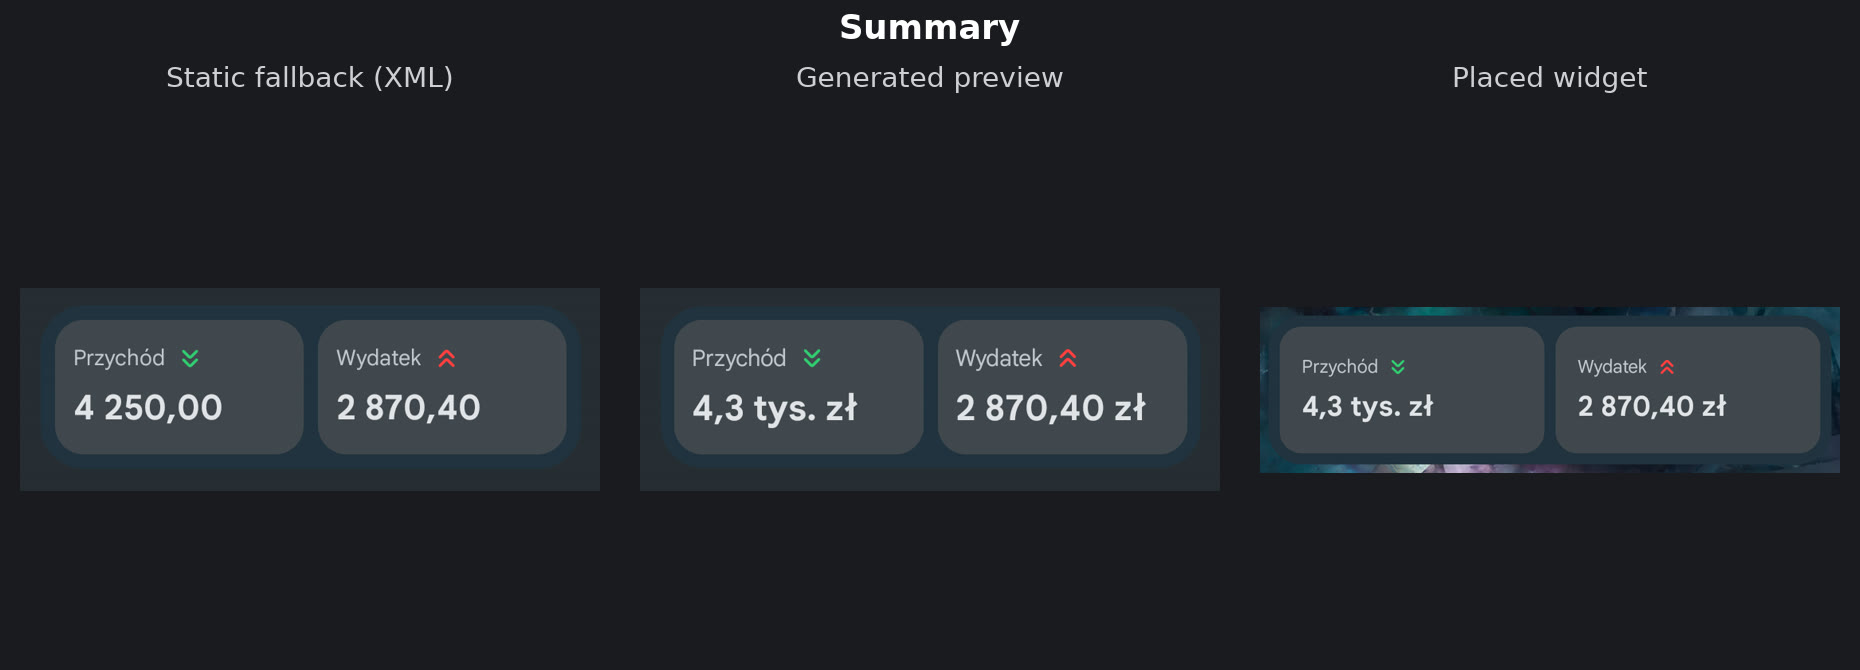 Summary
Static fallback (XML)
Generated preview
Placed widget
Przychód
Wydatek
4 250,00
2 870,40
Przychód
Wydatek
4,3 tys. zł
2 870,40 zł
Przychód
Wydatek
4,3 tys. zł
2 870,40 zł